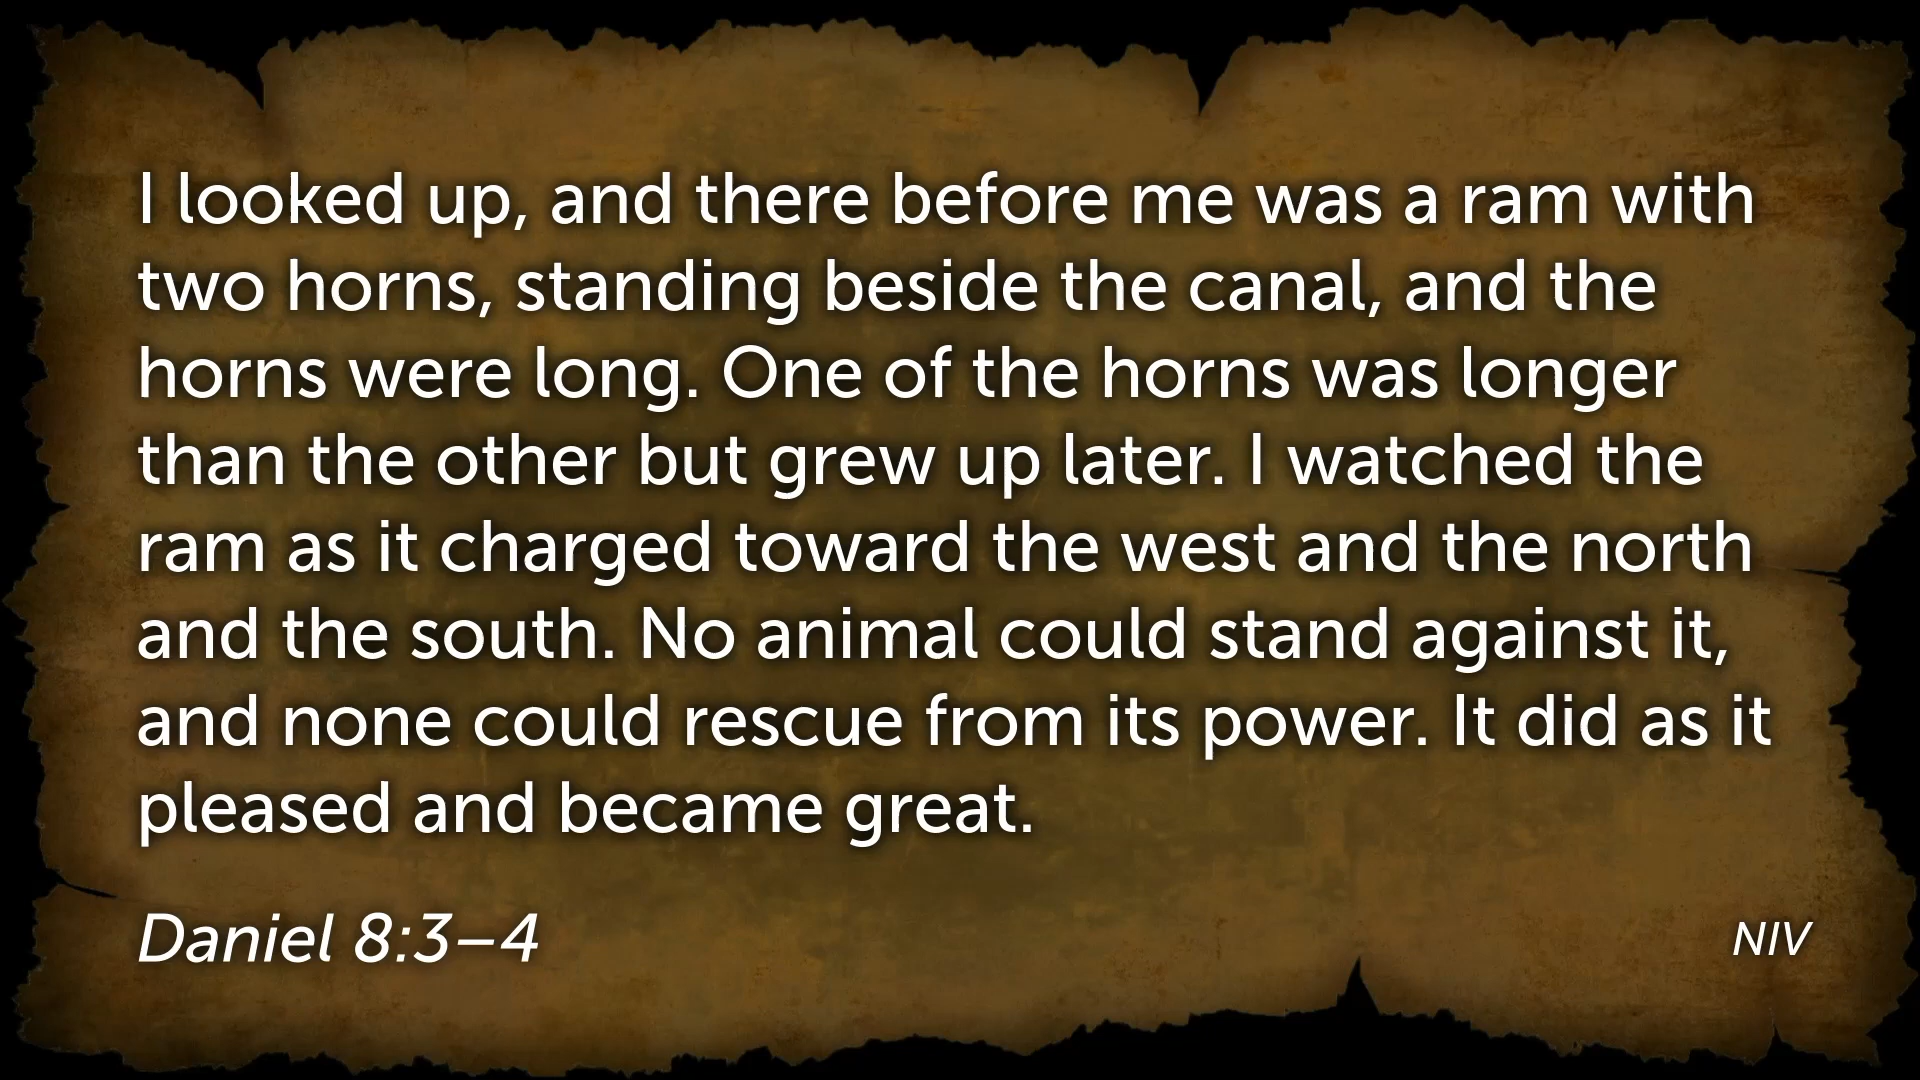 I looked up, and there before me was a ram with
two horns, standing beside the canal, and the
horns were long. One of the horns was longer
than the other but grew up later. I watched the
ram as it charged toward the west and the north
and the south. No animal could stand against it,
and none could rescue from its power. It did as it
pleased and became great.
Daniel 8:3–4
NIV